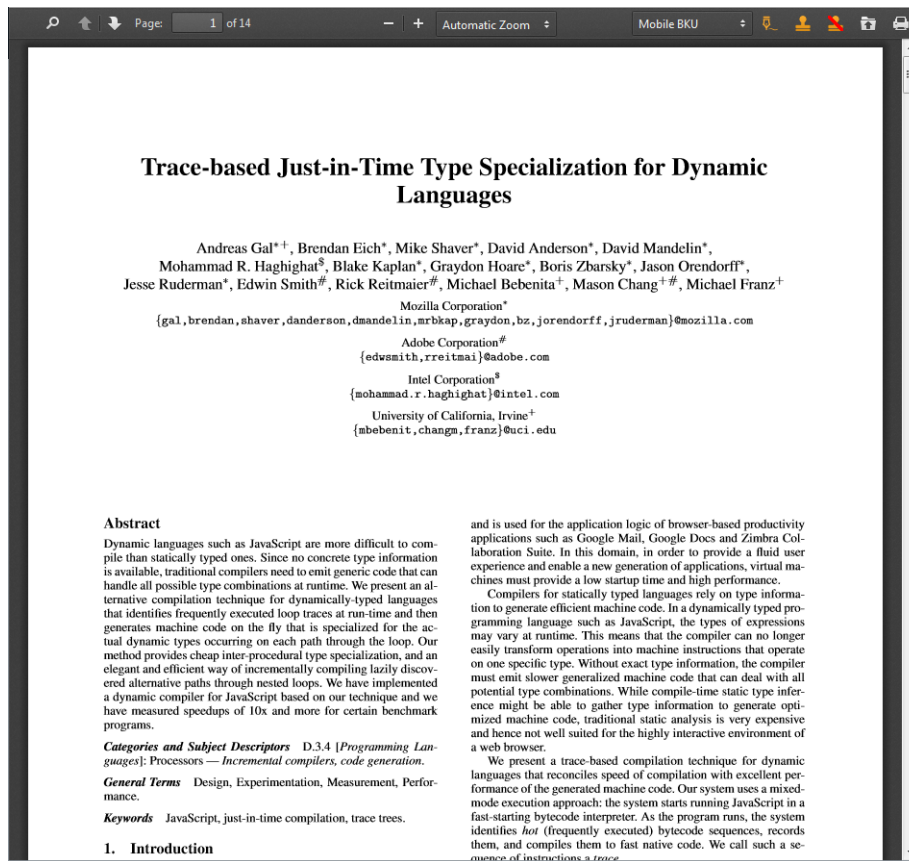 Page: 1 of 14
Automatic Zoom
Mobile BKU
Trace-based Just-in-Time Type Specialization for Dynamic
Languages
Andreas Gal*+, Brendan Eich*, Mike Shaver*, David Anderson*, David Mandelin*,
Mohammad R. Haghighat$, Blake Kaplan*, Graydon Hoare*, Boris Zbarsky*, Jason Orendorff*,
Jesse Ruderman*, Edwin Smith#, Rick Reitmaier#, Michael Bebenita+, Mason Chang+#, Michael Franz+
Mozilla Corporation*
{gal,brendan,shaver,danderson,dmandelin,mrbkap,graydon,bz,jorendorff,jruderman}@mozilla.com
Adobe Corporation#
{edwsmith,rreitmai}@adobe.com
Intel Corporation$
{mohammad.r.haghighat}@intel.com
University of California, Irvine+
{mbebenit,changm,franz}@uci.edu
Abstract
Dynamic languages such as JavaScript are more difficult to com-
pile than statically typed ones. Since no concrete type information
is available, traditional compilers need to emit generic code that can
handle all possible type combinations at runtime. We present an al-
ternative compilation technique for dynamically-typed languages
that identifies frequently executed loop traces at run-time and then
generates machine code on the fly that is specialized for the ac-
tual dynamic types occurring on each path through the loop. Our
method provides cheap inter-procedural type specialization, and an
elegant and efficient way of incrementally compiling lazily discov-
ered alternative paths through nested loops. We have implemented
a dynamic compiler for JavaScript based on our technique and we
have measured speedups of 10x and more for certain benchmark
programs.
Categories and Subject Descriptors D.3.4 [Programming Lan-
guages]: Processors — Incremental compilers, code generation.
General Terms Design, Experimentation, Measurement, Perfor-
mance.
Keywords JavaScript, just-in-time compilation, trace trees.
1. Introduction
and is used for the application logic of browser-based productivity
applications such as Google Mail, Google Docs and Zimbra Col-
laboration Suite. In this domain, in order to provide a fluid user
experience and enable a new generation of applications, virtual ma-
chines must provide a low startup time and high performance.
Compilers for statically typed languages rely on type informa-
tion to generate efficient machine code. In a dynamically typed pro-
gramming language such as JavaScript, the types of expressions
may vary at runtime. This means that the compiler can no longer
easily transform operations into machine instructions that operate
on one specific type. Without exact type information, the compiler
must emit slower generalized machine code that can deal with all
potential type combinations. While compile-time static type infer-
ence might be able to gather type information to generate opti-
mized machine code, traditional static analysis is very expensive
and hence not well suited for the highly interactive environment of
a web browser.
We present a trace-based compilation technique for dynamic
languages that reconciles speed of compilation with excellent per-
formance of the generated machine code. Our system uses a mixed-
mode execution approach: the system starts running JavaScript in a
fast-starting bytecode interpreter. As the program runs, the system
identifies hot (frequently executed) bytecode sequences, records
them, and compiles them to fast native code. We call such a se-
quence of instructions a trace.